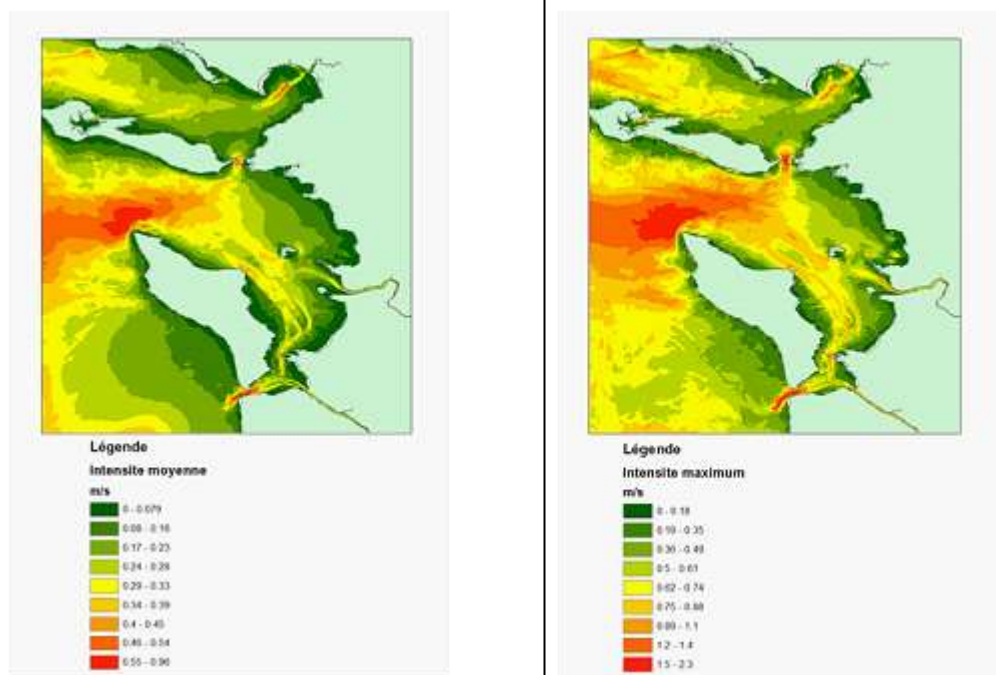 Légende
Intensite moyenne
m/s
0 - 0.079
0.08 - 0.16
0.17 - 0.23
0.24 - 0.28
0.29 - 0.33
0.34 - 0.39
0.4 - 0.45
0.46 - 0.54
0.55 - 0.96
Légende
Intensite maximum
m/s
0 - 0.18
0.19 - 0.35
0.36 - 0.49
0.5 - 0.61
0.62 - 0.74
0.75 - 0.88
0.89 - 1.1
1.2 - 1.4
1.5 - 2.3